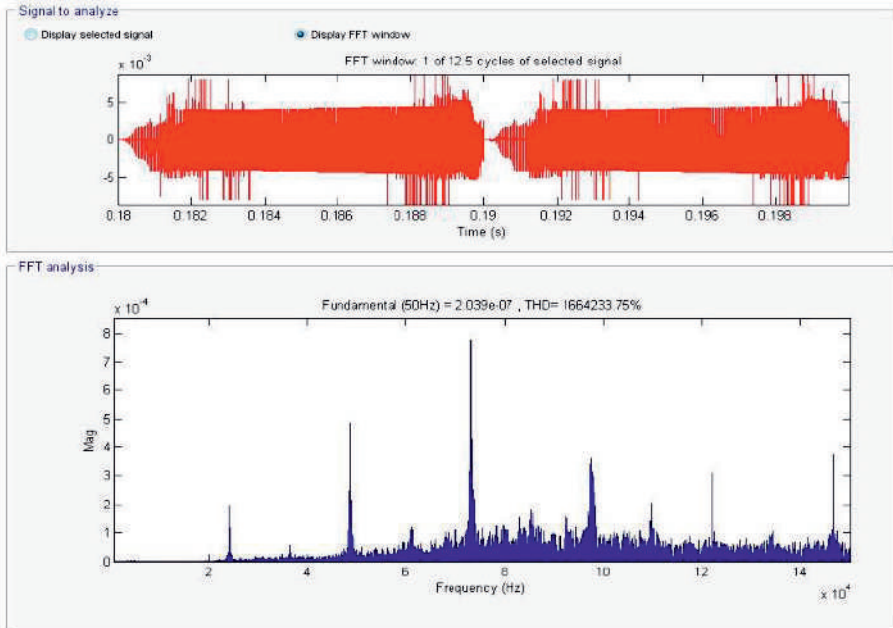 Signal to analyze
Display selected signal
Display FFT window
FFT window: 1 of 12.5 cycles of selected signal
x 10^-3
5
0
-5
0.18 0.182 0.184 0.186 0.188 0.19 0.192 0.194 0.196 0.198
Time (s)
FFT analysis
Fundamental (50Hz) = 2.039e-07 , THD= 1664233.75%
x 10^-4
8
7
6
5
4
3
2
1
0
Mag
2 4 6 8 10 12 14
x 10^4
Frequency (Hz)